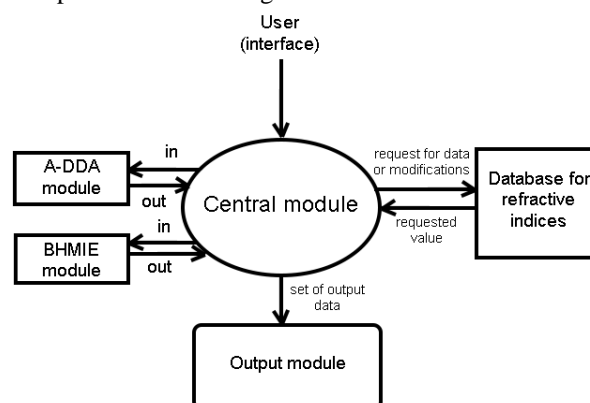 User
(interface)
in
A-DDA
module
out
in
BHMIE
module
out
Central module
request for data
or modifications
requested
value
Database for
refractive
indices
set of output
data
Output module